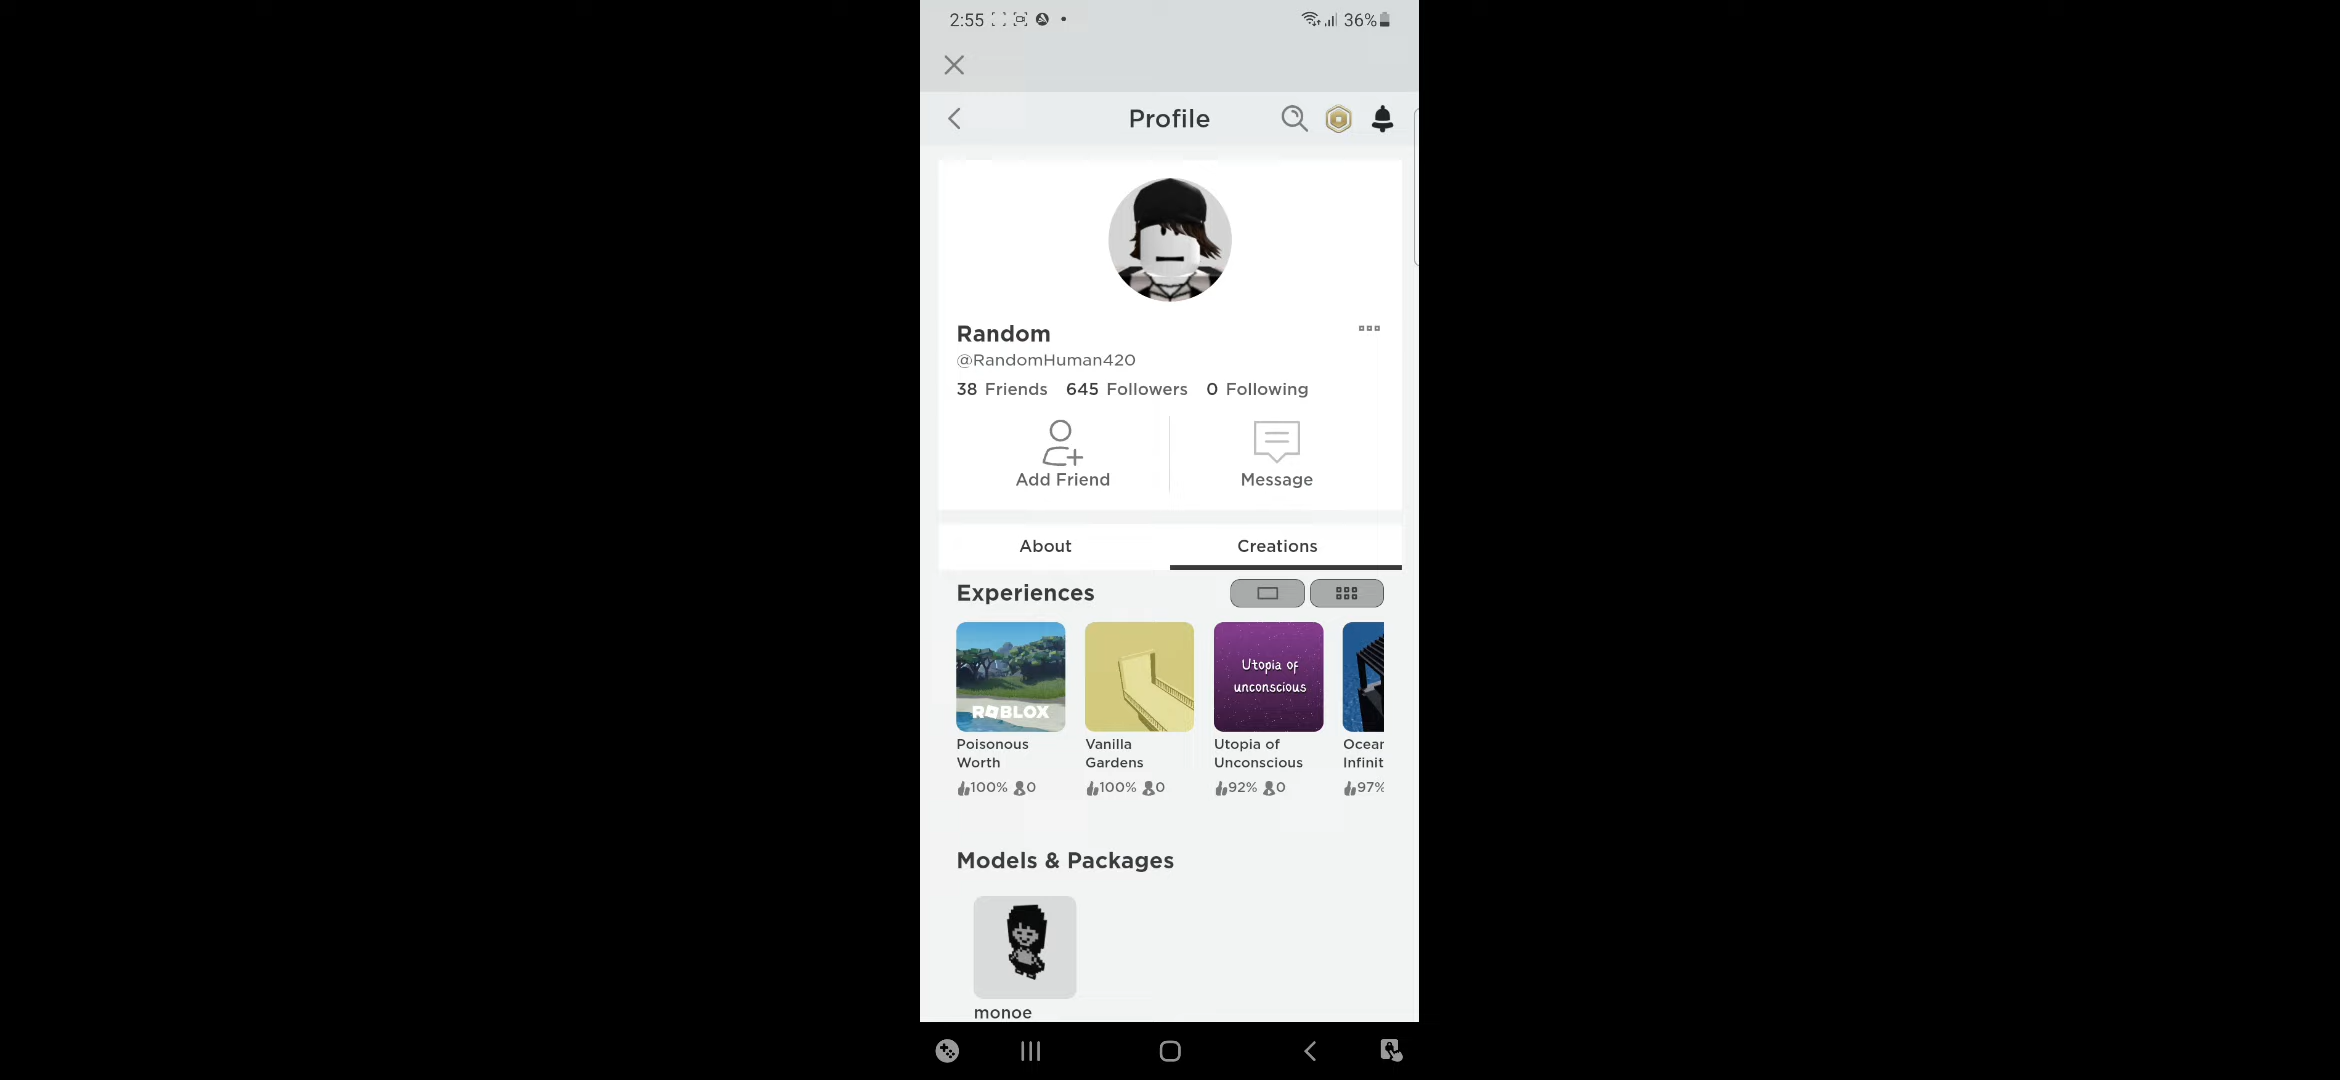 2:55
36%
Profile
Random
@RandomHuman420
38 Friends 645 Followers 0 Following
Add Friend Message
About Creations
Experiences
Utopia of
unconscious
ROBLOX
Poisonous Vanilla Utopia of
Worth Gardens Unconscious
100% 0 100% 0 92% 0 97%
Models & Packages
monoe